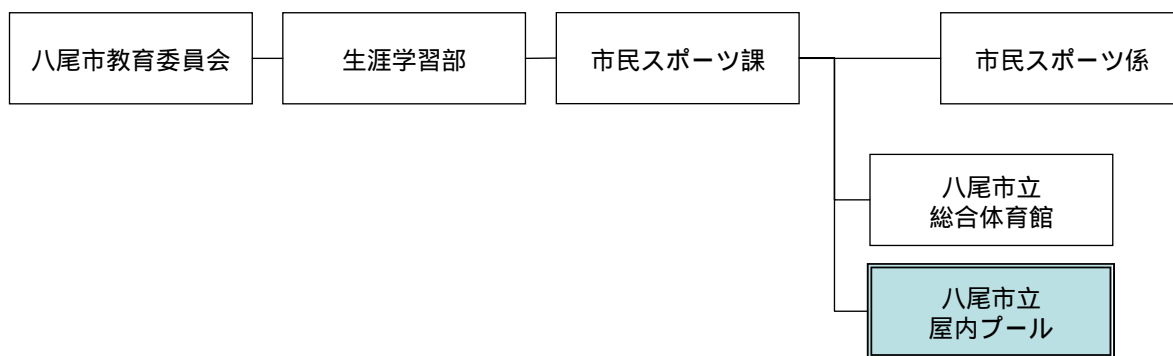 八尾市教育委員会
生涯学習部
市民スポーツ課
市民スポーツ係
八尾市立
総合体育館
八尾市立
屋内プール